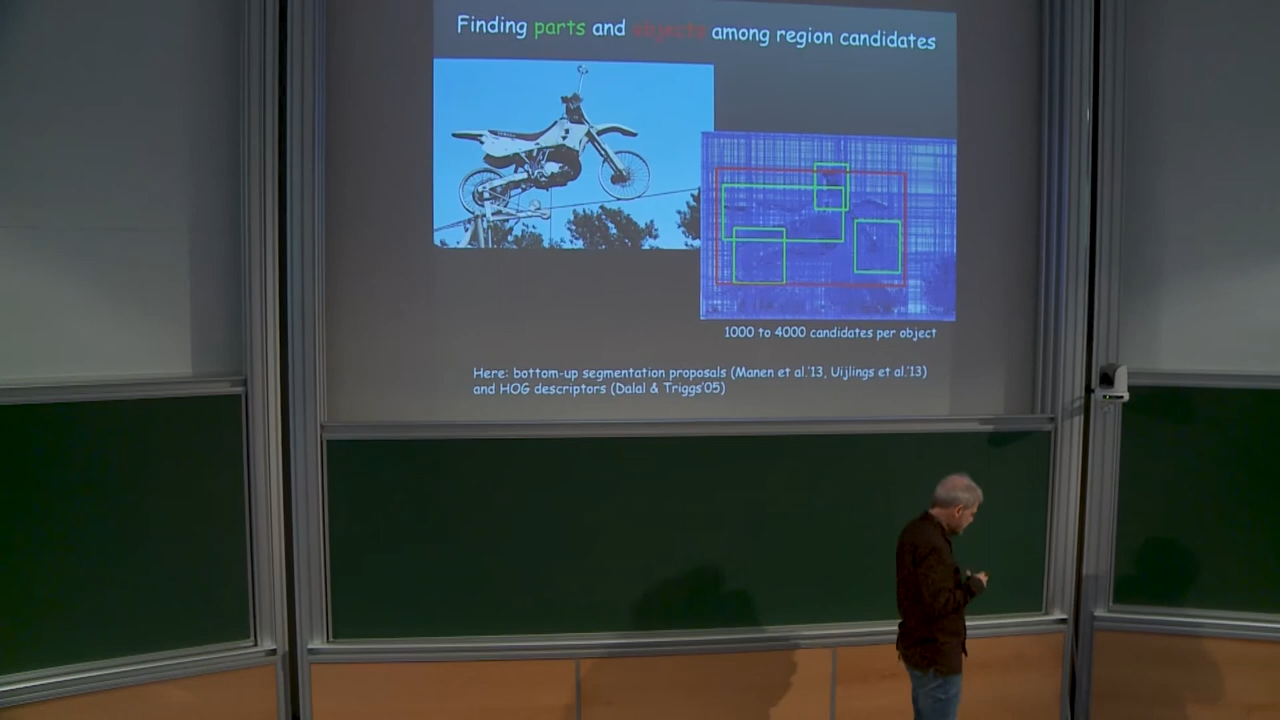 Finding parts and objects among region candidates
1000 to 4000 candidates per object
Here: bottom-up segmentation proposals (Manen et al.'13, Uijlings et al.'13)
and HOG descriptors (Dalal & Triggs'05)